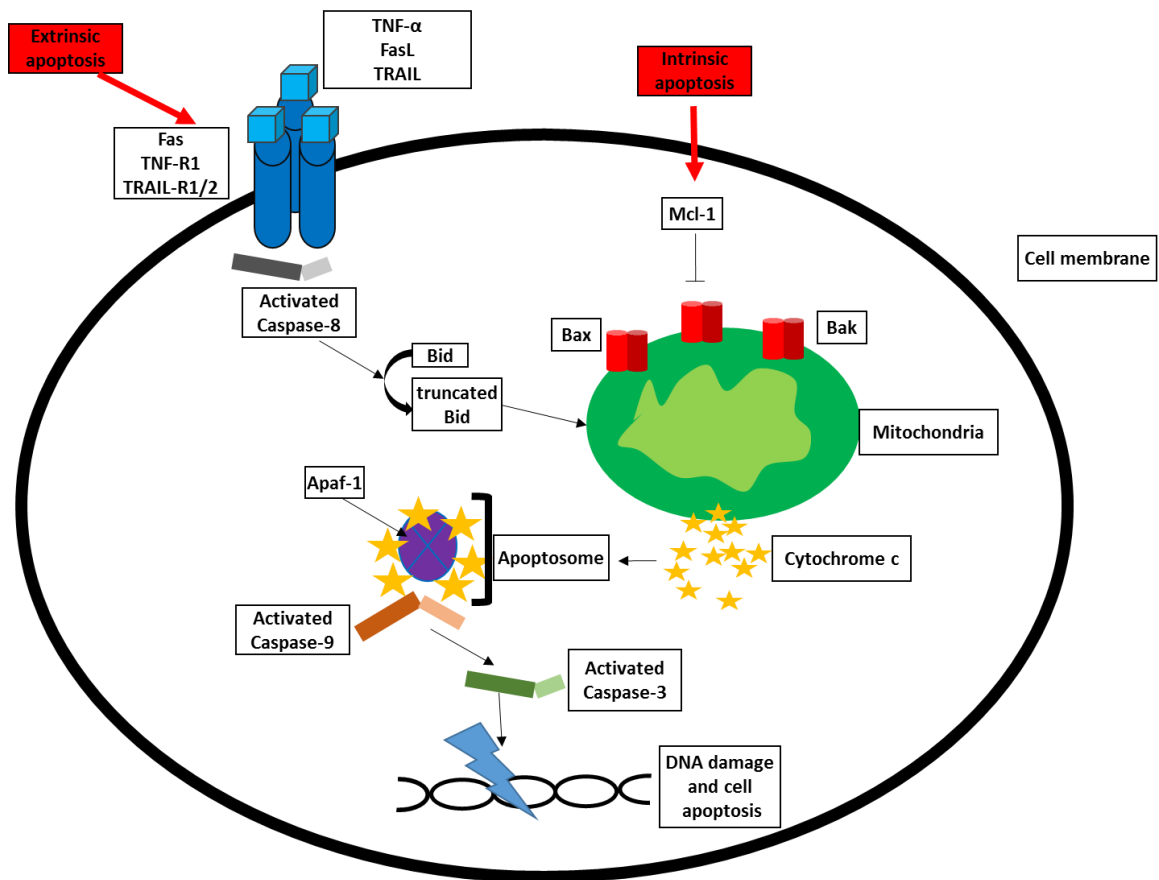 Extrinsic
apoptosis
TNF-α
FasL
TRAIL
Intrinsic
apoptosis
Fas
TNF-R1
TRAIL-R1/2
Mcl-1
Cell membrane
Activated
Caspase-8
Bax
Bak
Bid
truncated
Bid
Mitochondria
Apaf-1
Apoptosome
Cytochrome c
Activated
Caspase-9
Activated
Caspase-3
DNA damage
and cell
apoptosis